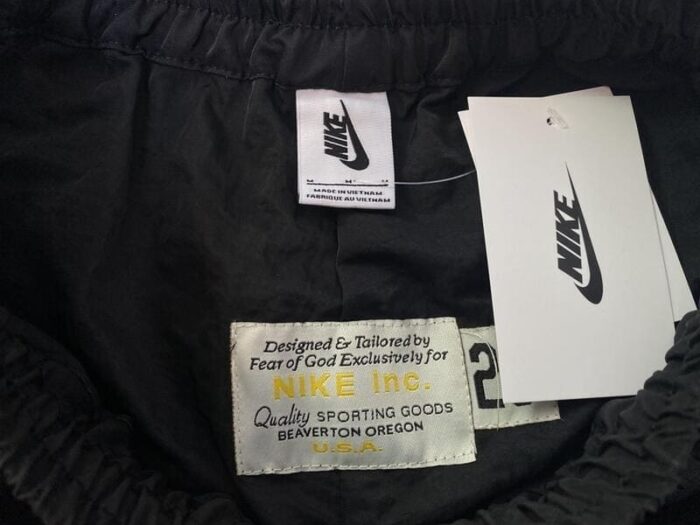 NIKE
M M M
MADE IN VIETNAM
FABRIQUE AU VIETNAM
NIKE
Designed & Tailored by
Fear of God Exclusively for
NIKE Inc.
Quality SPORTING GOODS
BEAVERTON OREGON
U.S.A.
2